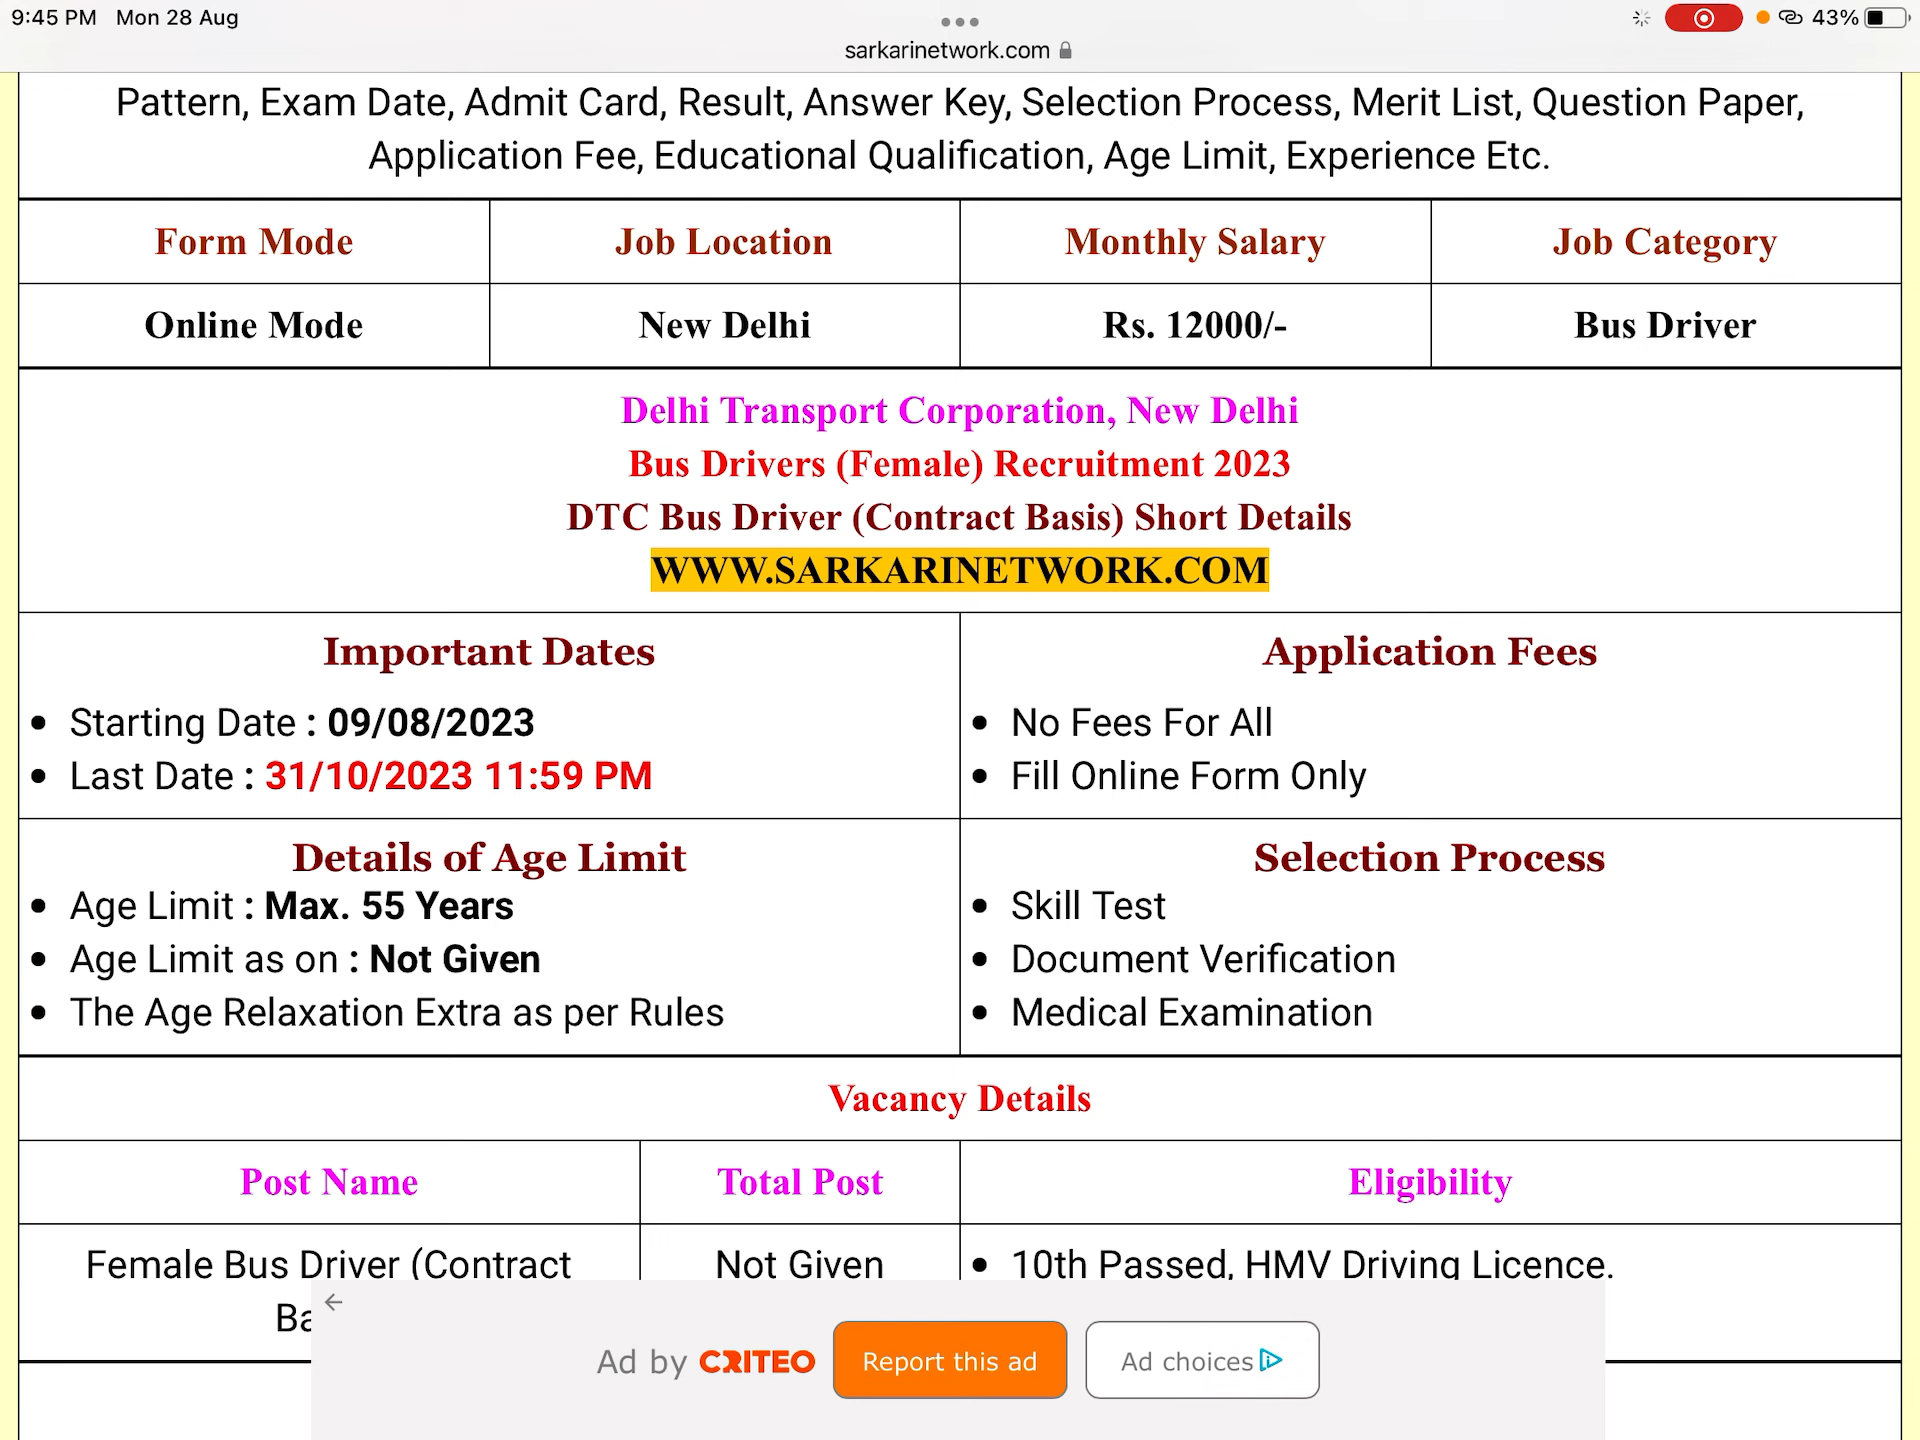 9:45 PM Mon 28 Aug
43%
sarkarinetwork.com
Pattern, Exam Date, Admit Card, Result, Answer Key, Selection Process, Merit List, Question Paper,
Application Fee, Educational Qualification, Age Limit, Experience Etc.
Form Mode Job Location Monthly Salary Job Category
Online Mode New Delhi Rs. 12000/- Bus Driver
Delhi Transport Corporation, New Delhi
Bus Drivers (Female) Recruitment 2023
DTC Bus Driver (Contract Basis) Short Details
WWW.SARKARINETWORK.COM
Important Dates
• Starting Date : 09/08/2023
• Last Date : 31/10/2023 11:59 PM
Application Fees
• No Fees For All
• Fill Online Form Only
Details of Age Limit
• Age Limit : Max. 55 Years
• Age Limit as on : Not Given
• The Age Relaxation Extra as per Rules
Selection Process
• Skill Test
• Document Verification
• Medical Examination
Vacancy Details
Post Name Total Post Eligibility
Female Bus Driver (Contract Not Given • 10th Passed, HMV Driving Licence.
Ad by CRITEO Report this ad Ad choices